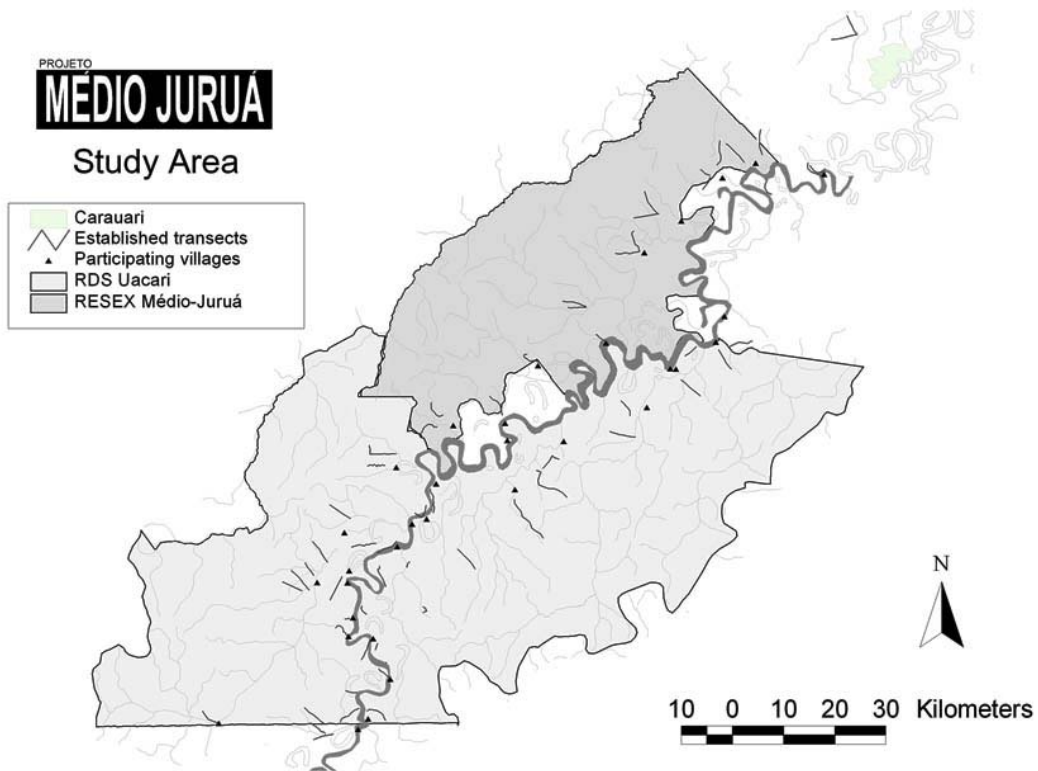 PROJETO
MÉDIO JURUÁ
Study Area
Carauari
Established transects
Participating villages
RDS Uacari
RESEX Médio-Juruá
N
10 0 10 20 30 Kilometers